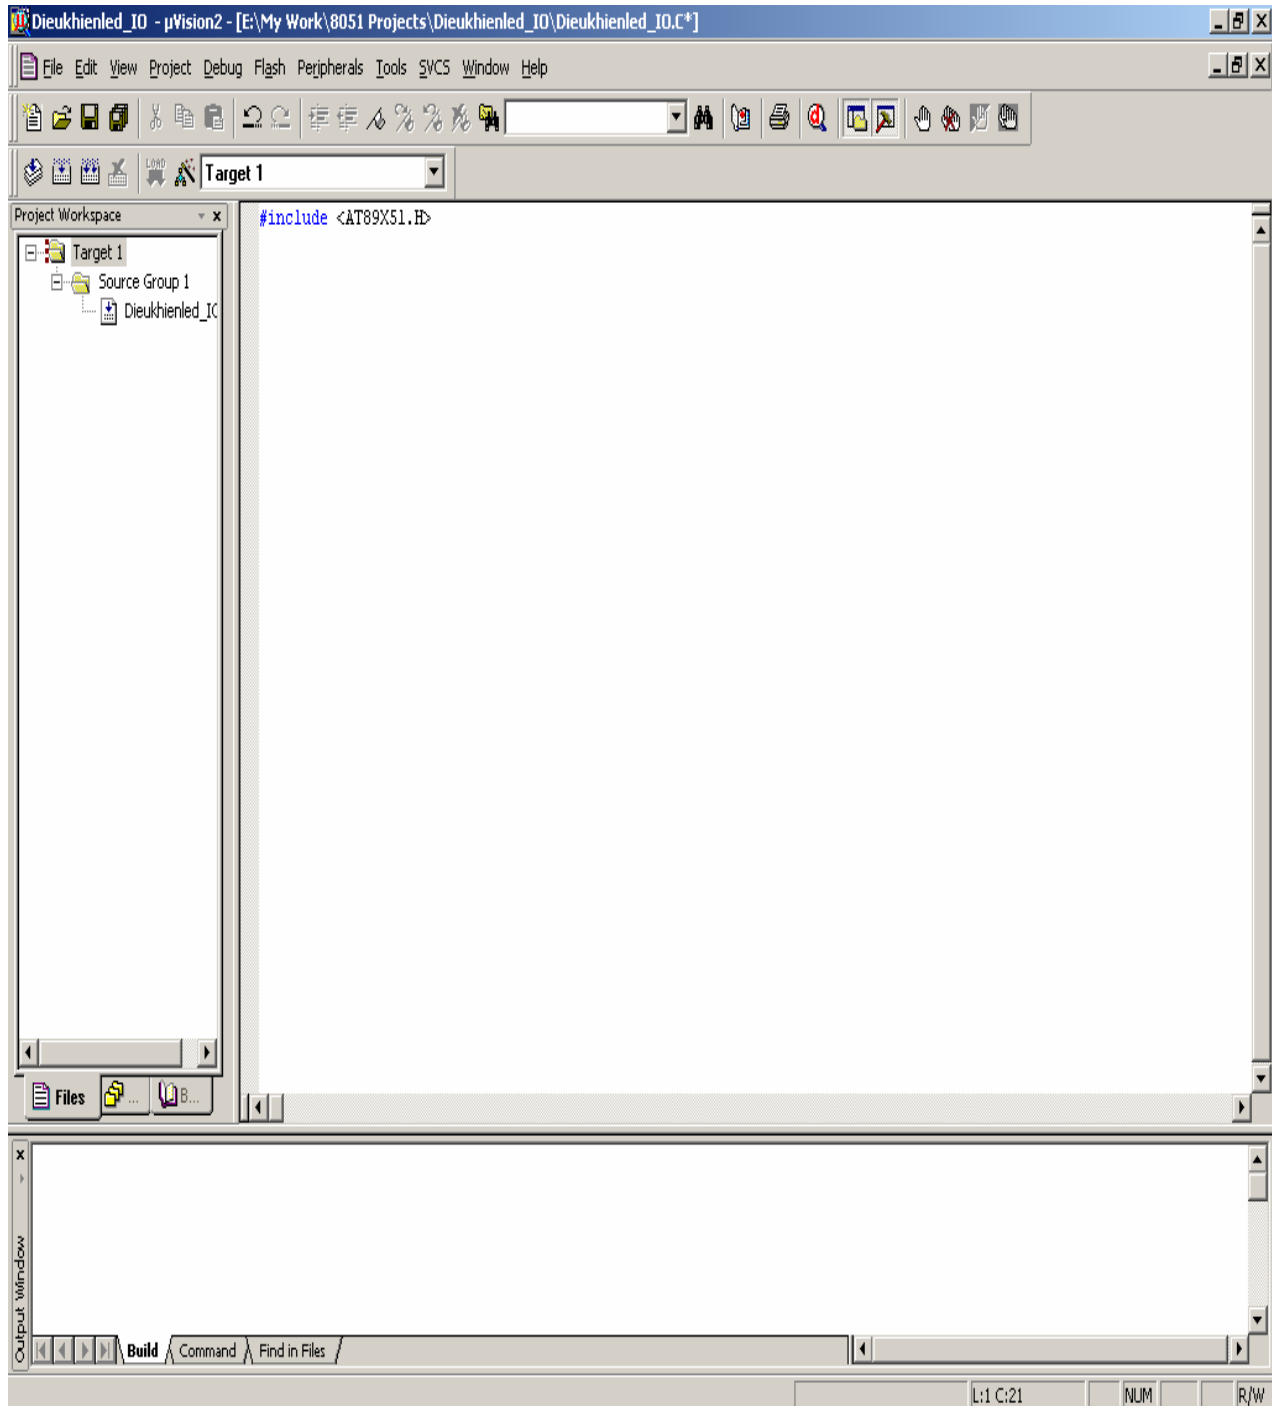 Dieukhienled_IO - µVision2 - [E:\My Work\8051 Projects\Dieukhienled_IO\Dieukhienled_IO.C*]
File Edit View Project Debug Flash Peripherals Tools SVCS Window Help
LOAD Target 1
Project Workspace
#include <AT89X51.H>
Target 1
Source Group 1
Dieukhienled_IO
Files ... B...
Output Window
Build Command Find in Files
L:1 C:21 NUM R/W